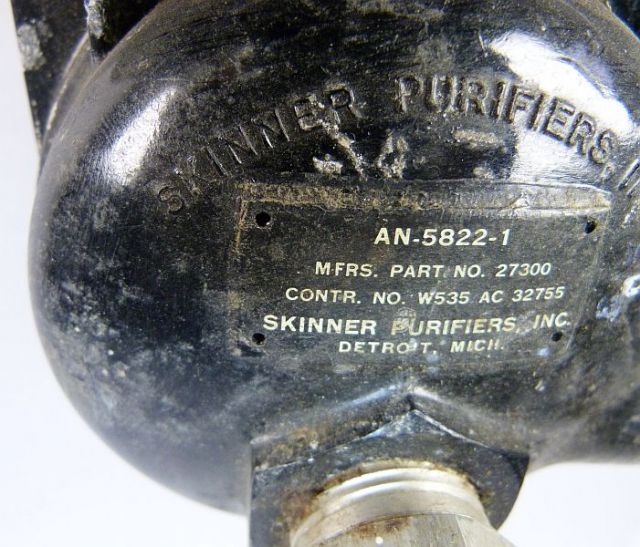 SKINNER PURIFIERS,
AN-5822-1
MFRS. PART NO. 27300
CONTR. NO. W535 AC 32755
SKINNER PURIFIERS, INC.
DETROIT, MICH.